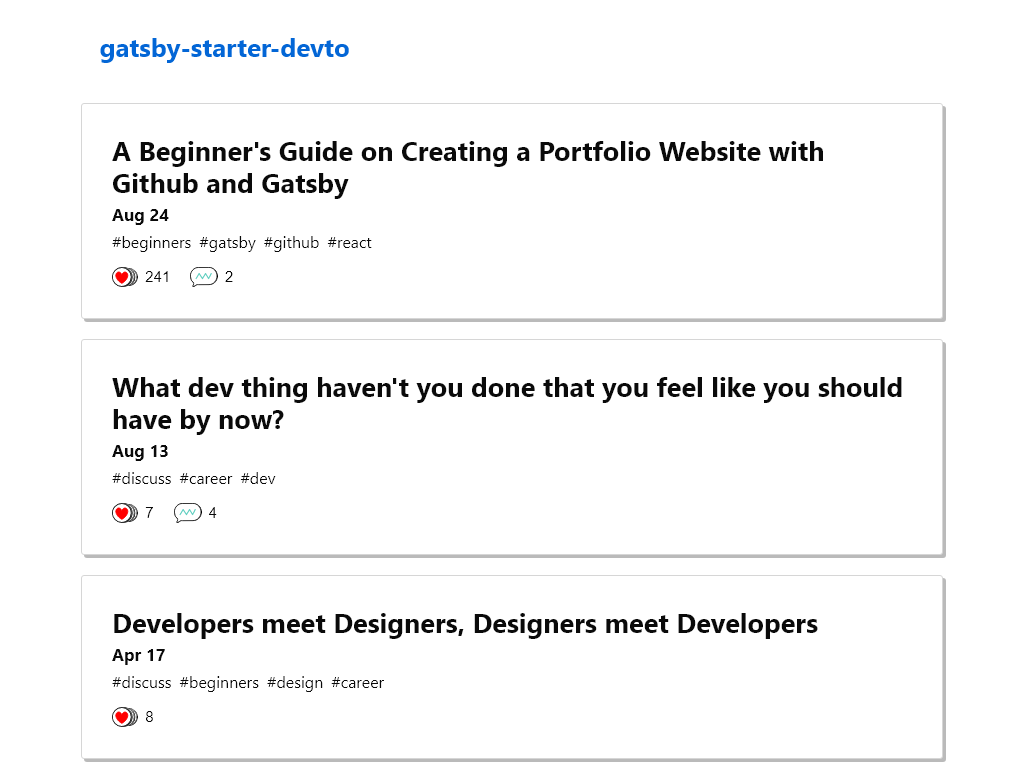 gatsby-starter-devto
A Beginner's Guide on Creating a Portfolio Website with
Github and Gatsby
Aug 24
#beginners #gatsby #github #react
241 2
What dev thing haven't you done that you feel like you should
have by now?
Aug 13
#discuss #career #dev
7 4
Developers meet Designers, Designers meet Developers
Apr 17
#discuss #beginners #design #career
8